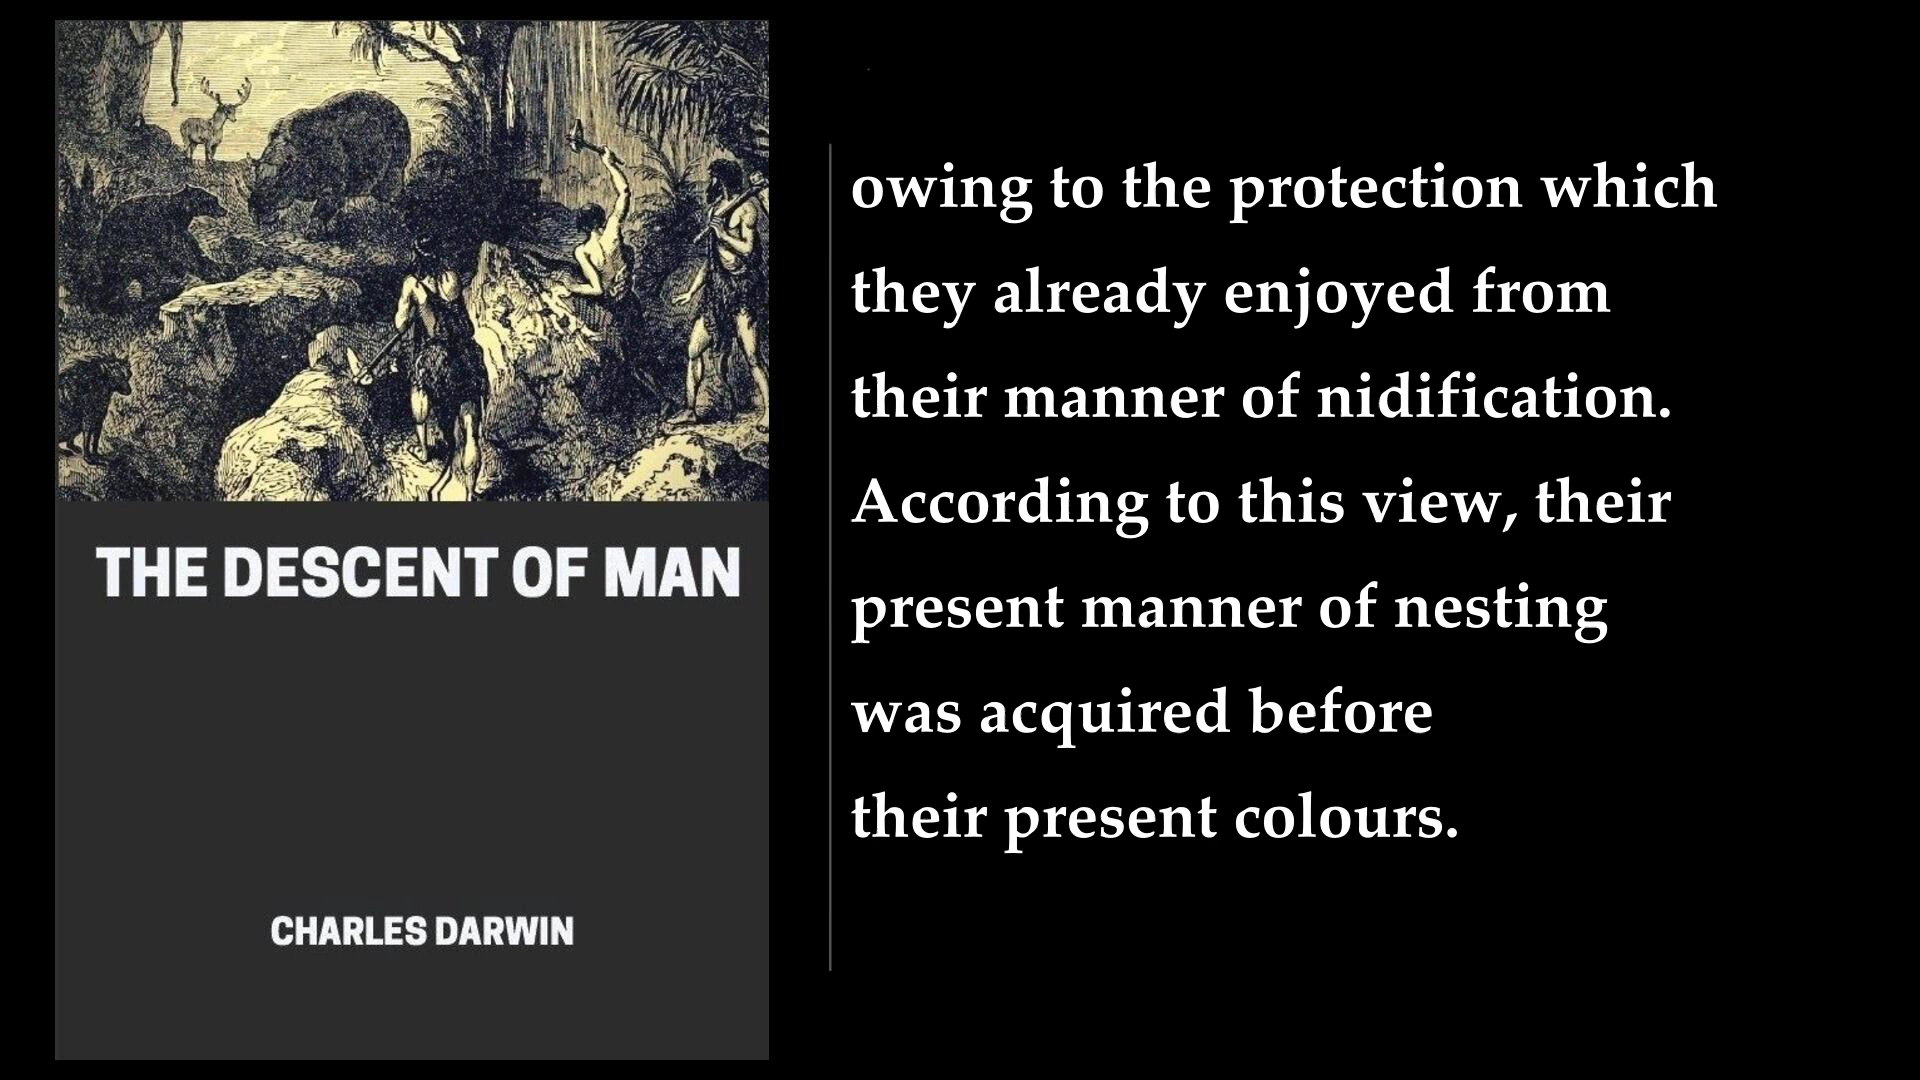 THE DESCENT OF MAN
CHARLES DARWIN
owing to the protection which
they already enjoyed from
their manner of nidification.
According to this view, their
present manner of nesting
was acquired before
their present colours.